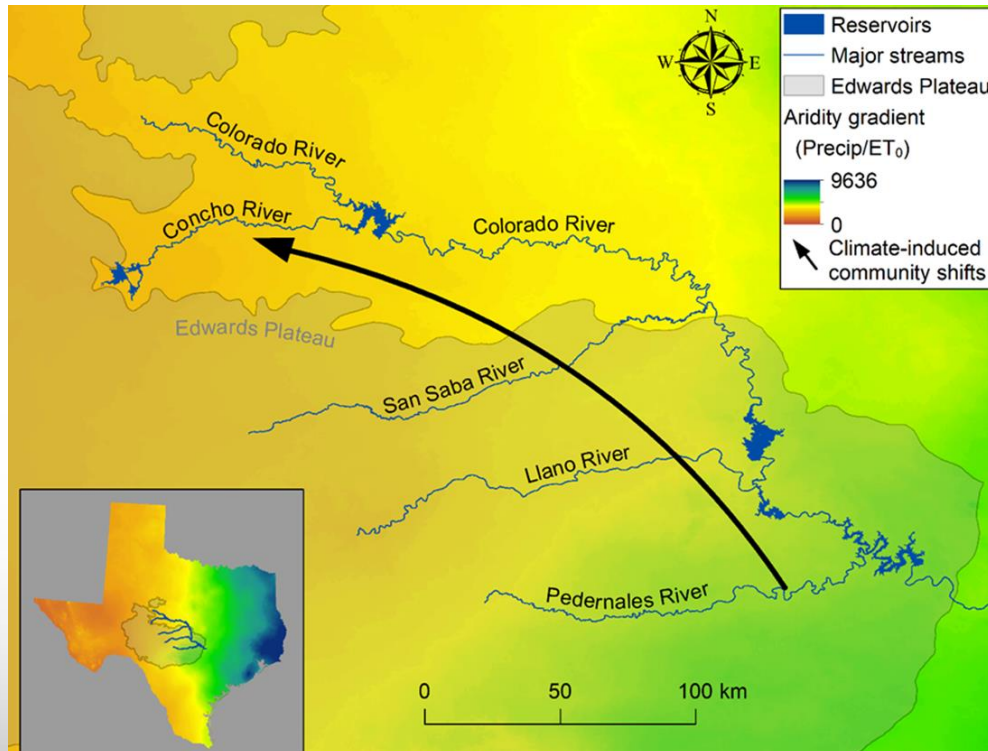 N
W
E
S
Reservoirs
Major streams
Edwards Plateau
Aridity gradient
(Precip/ET₀)
9636
0
Climate-induced
community shifts
Colorado River
Concho River
Colorado River
Edwards Plateau
San Saba River
Llano River
Pedernales River
0
50
100 km